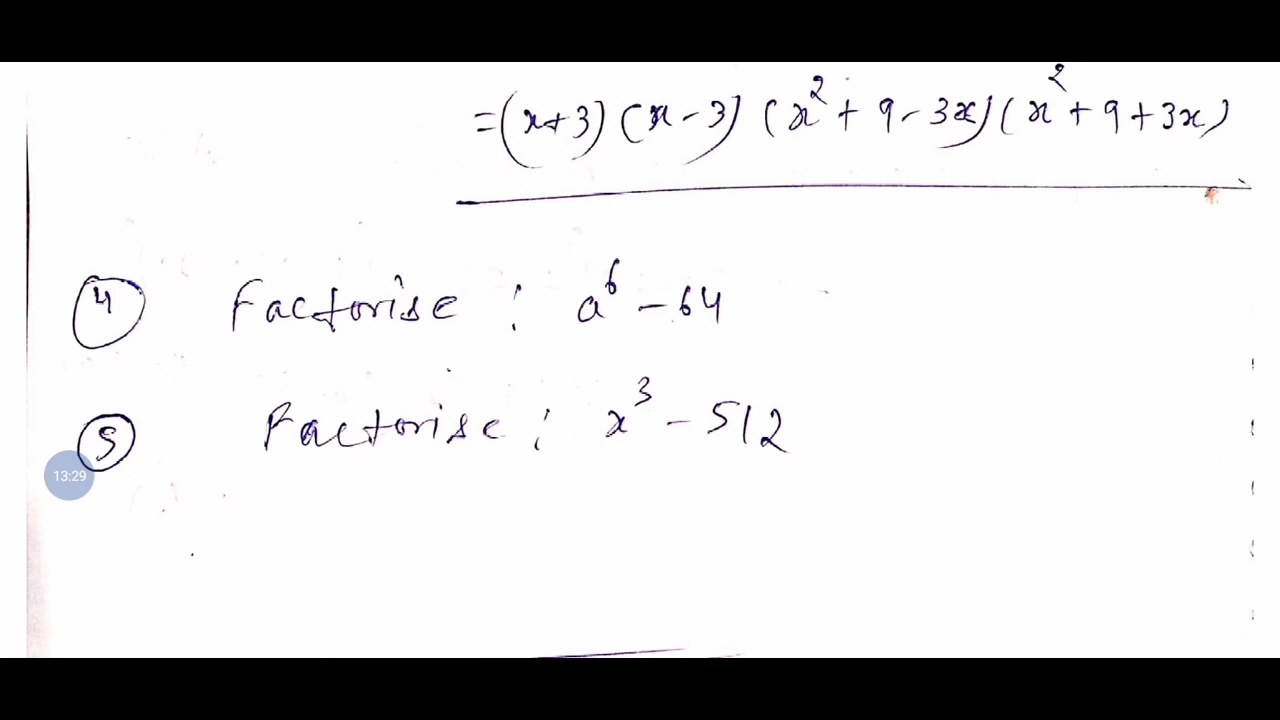 = (x+3) (x-3) (x² + 9 - 3x) (x² + 9 + 3x)
4 Factorise : a⁶ - 64
5 Factorise : x³ - 512
13:29